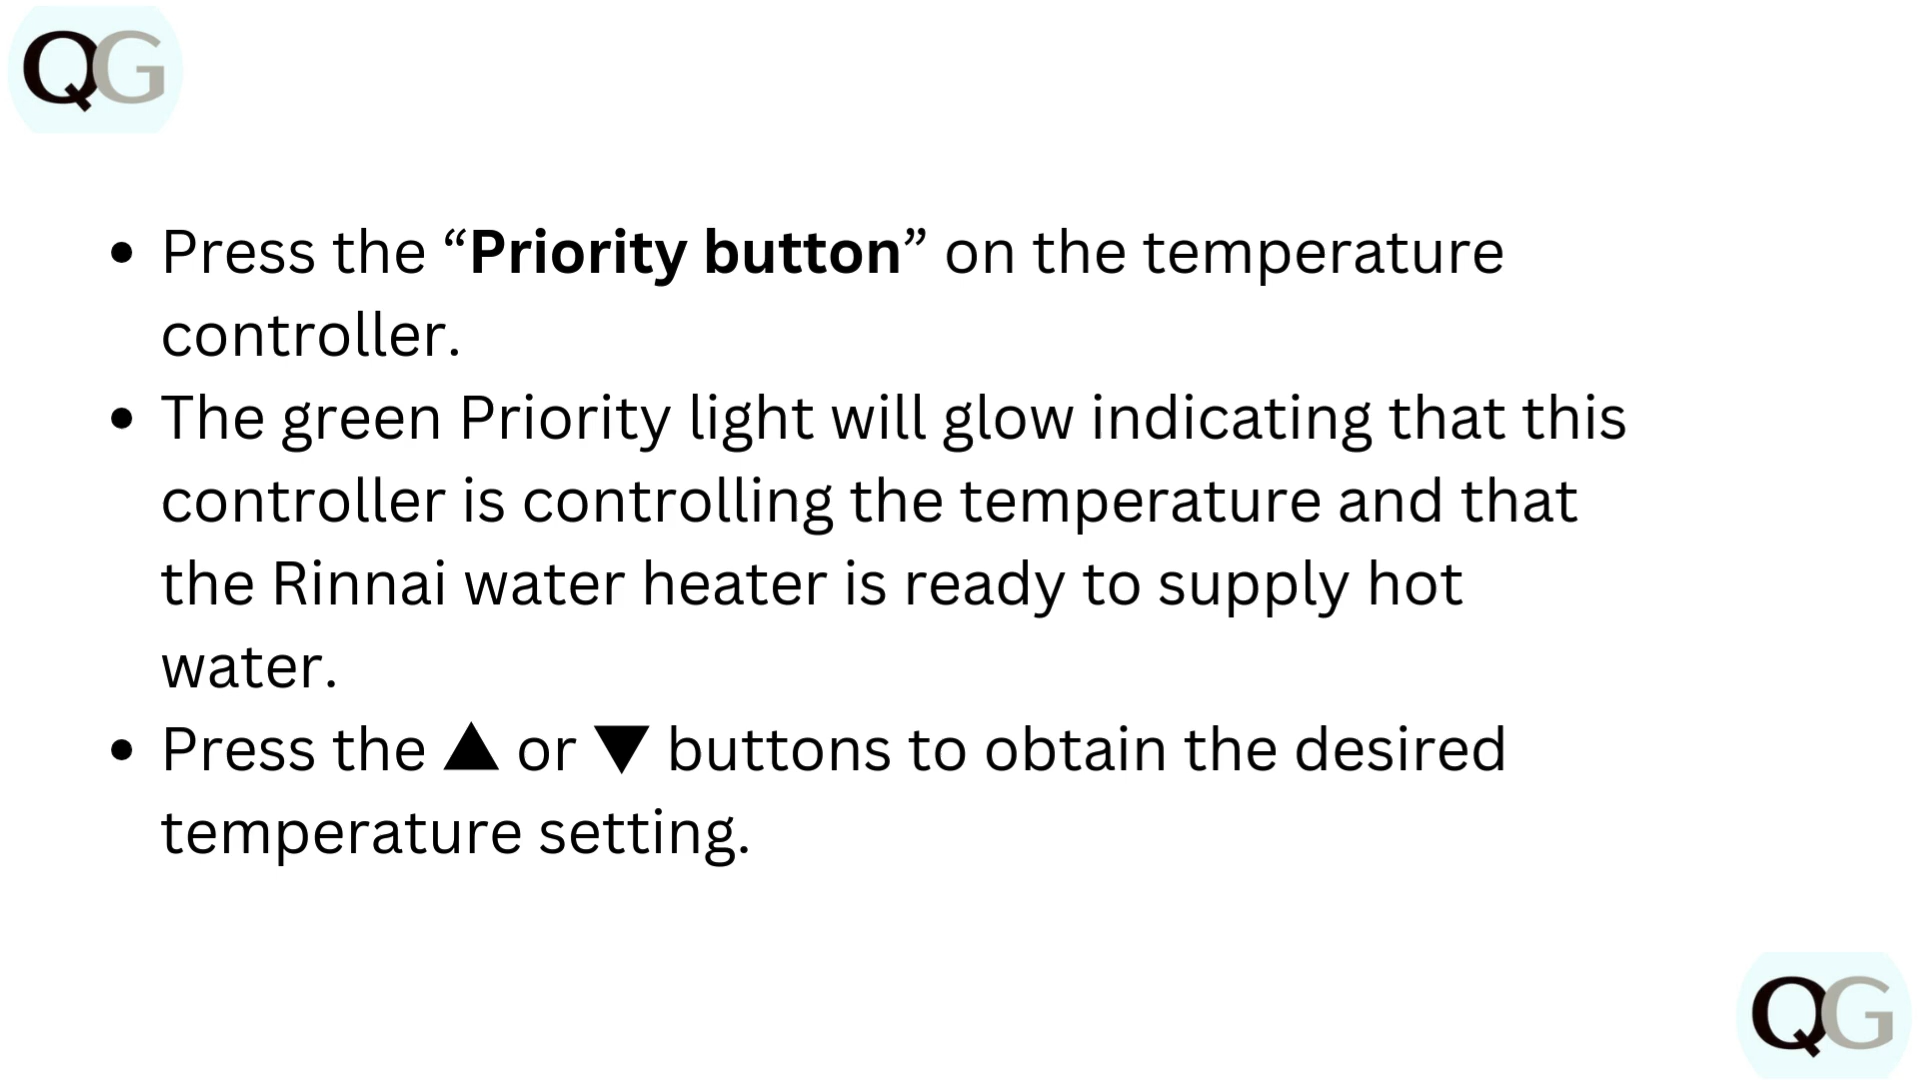 QG
• Press the “Priority button” on the temperature
controller.
• The green Priority light will glow indicating that this
controller is controlling the temperature and that
the Rinnai water heater is ready to supply hot
water.
• Press the ▲ or ▼ buttons to obtain the desired
temperature setting.
QG